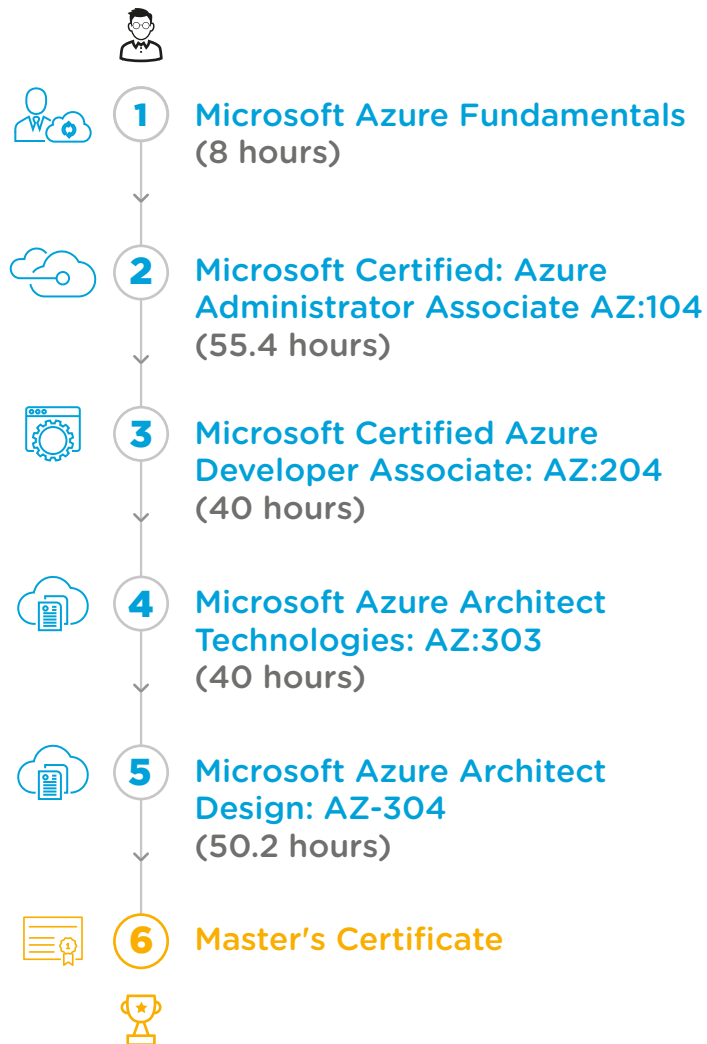 1
Microsoft Azure Fundamentals
(8 hours)
2
Microsoft Certified: Azure
Administrator Associate AZ:104
(55.4 hours)
3
Microsoft Certified Azure
Developer Associate: AZ:204
(40 hours)
4
Microsoft Azure Architect
Technologies: AZ:303
(40 hours)
5
Microsoft Azure Architect
Design: AZ-304
(50.2 hours)
1
6
Master's Certificate